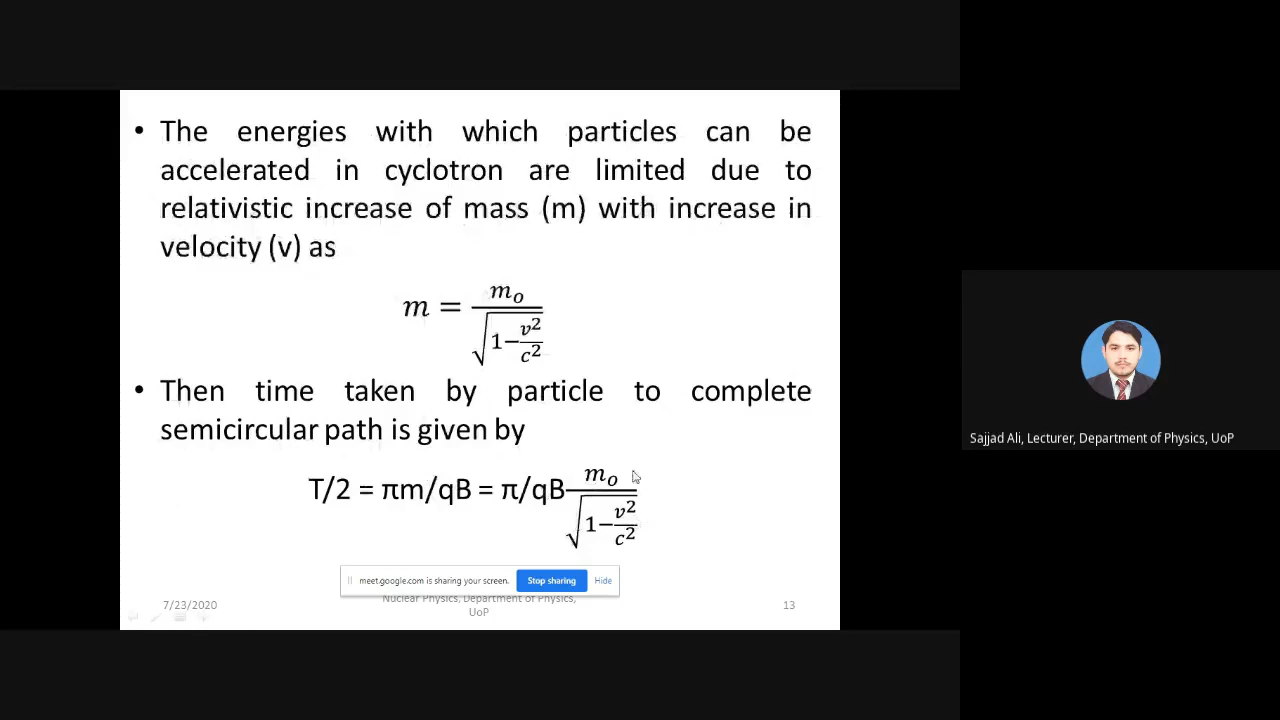 • The energies with which particles can be
accelerated in cyclotron are limited due to
relativistic increase of mass (m) with increase in
velocity (v) as
m = m₀ / √(1−v²/c²)
• Then time taken by particle to complete
semicircular path is given by
T/2 = πm/qB = π/qB m₀ / √(1−v²/c²)
meet.google.com is sharing your screen. Stop sharing Hide
7/23/2020
Nuclear Physics, Department of Physics,
UoP
13
Sajjad Ali, Lecturer, Department of Physics, UoP